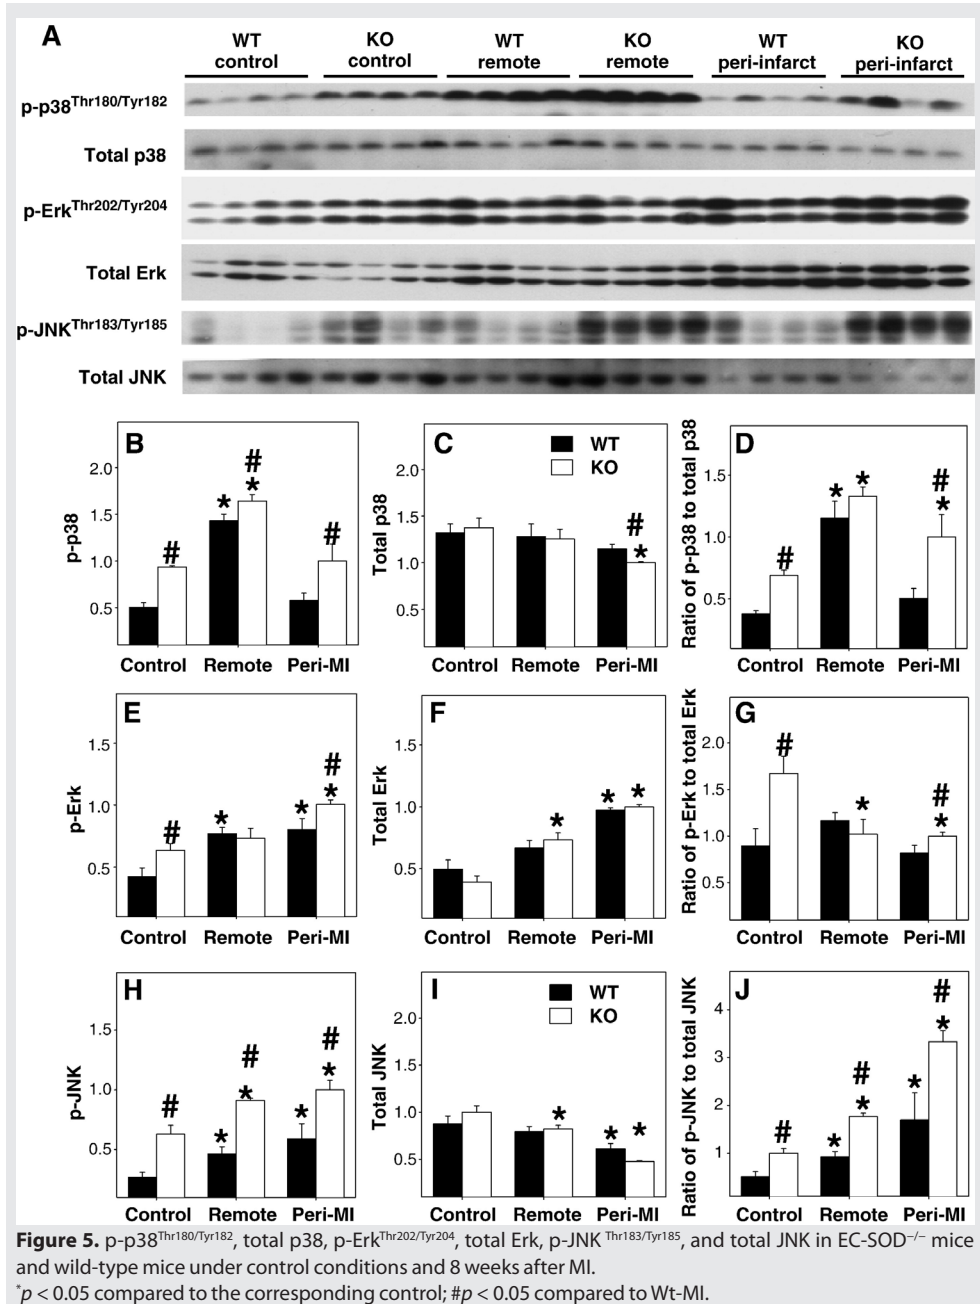 A
WT control
KO control
WT remote
KO remote
WT peri-infarct
KO peri-infarct
p-p38Thr180/Tyr182
Total p38
p-ErkThr202/Tyr204
Total Erk
p-JNKThr183/Tyr185
Total JNK
B
p-p38
2.0
1.5
1.0
0.5
# # * * #
Control Remote Peri-MI
C
WT
KO
Total p38
2.0
1.5
1.0
0.5
# *
Control Remote Peri-MI
D
Ratio of p-p38 to total p38
1.5
1.0
0.5
# * * # *
Control Remote Peri-MI
E
p-Erk
1.5
1.0
0.5
# * * # *
Control Remote Peri-MI
F
Total Erk
1.5
1.0
0.5
* * *
Control Remote Peri-MI
G
Ratio of p-Erk to total Erk
2.0
1.5
1.0
0.5
# * # *
Control Remote Peri-MI
H
p-JNK
1.5
1.0
0.5
# * # * * # *
Control Remote Peri-MI
I
WT
KO
Total JNK
2.0
1.5
1.0
0.5
* * *
Control Remote Peri-MI
J
Ratio of p-JNK to total JNK
4
3
2
1
# * # * * # *
Control Remote Peri-MI
Figure 5. p-p38Thr180/Tyr182, total p38, p-ErkThr202/Tyr204, total Erk, p-JNK Thr183/Tyr185, and total JNK in EC-SOD−/− mice
and wild-type mice under control conditions and 8 weeks after MI.
*p < 0.05 compared to the corresponding control; #p < 0.05 compared to Wt-MI.